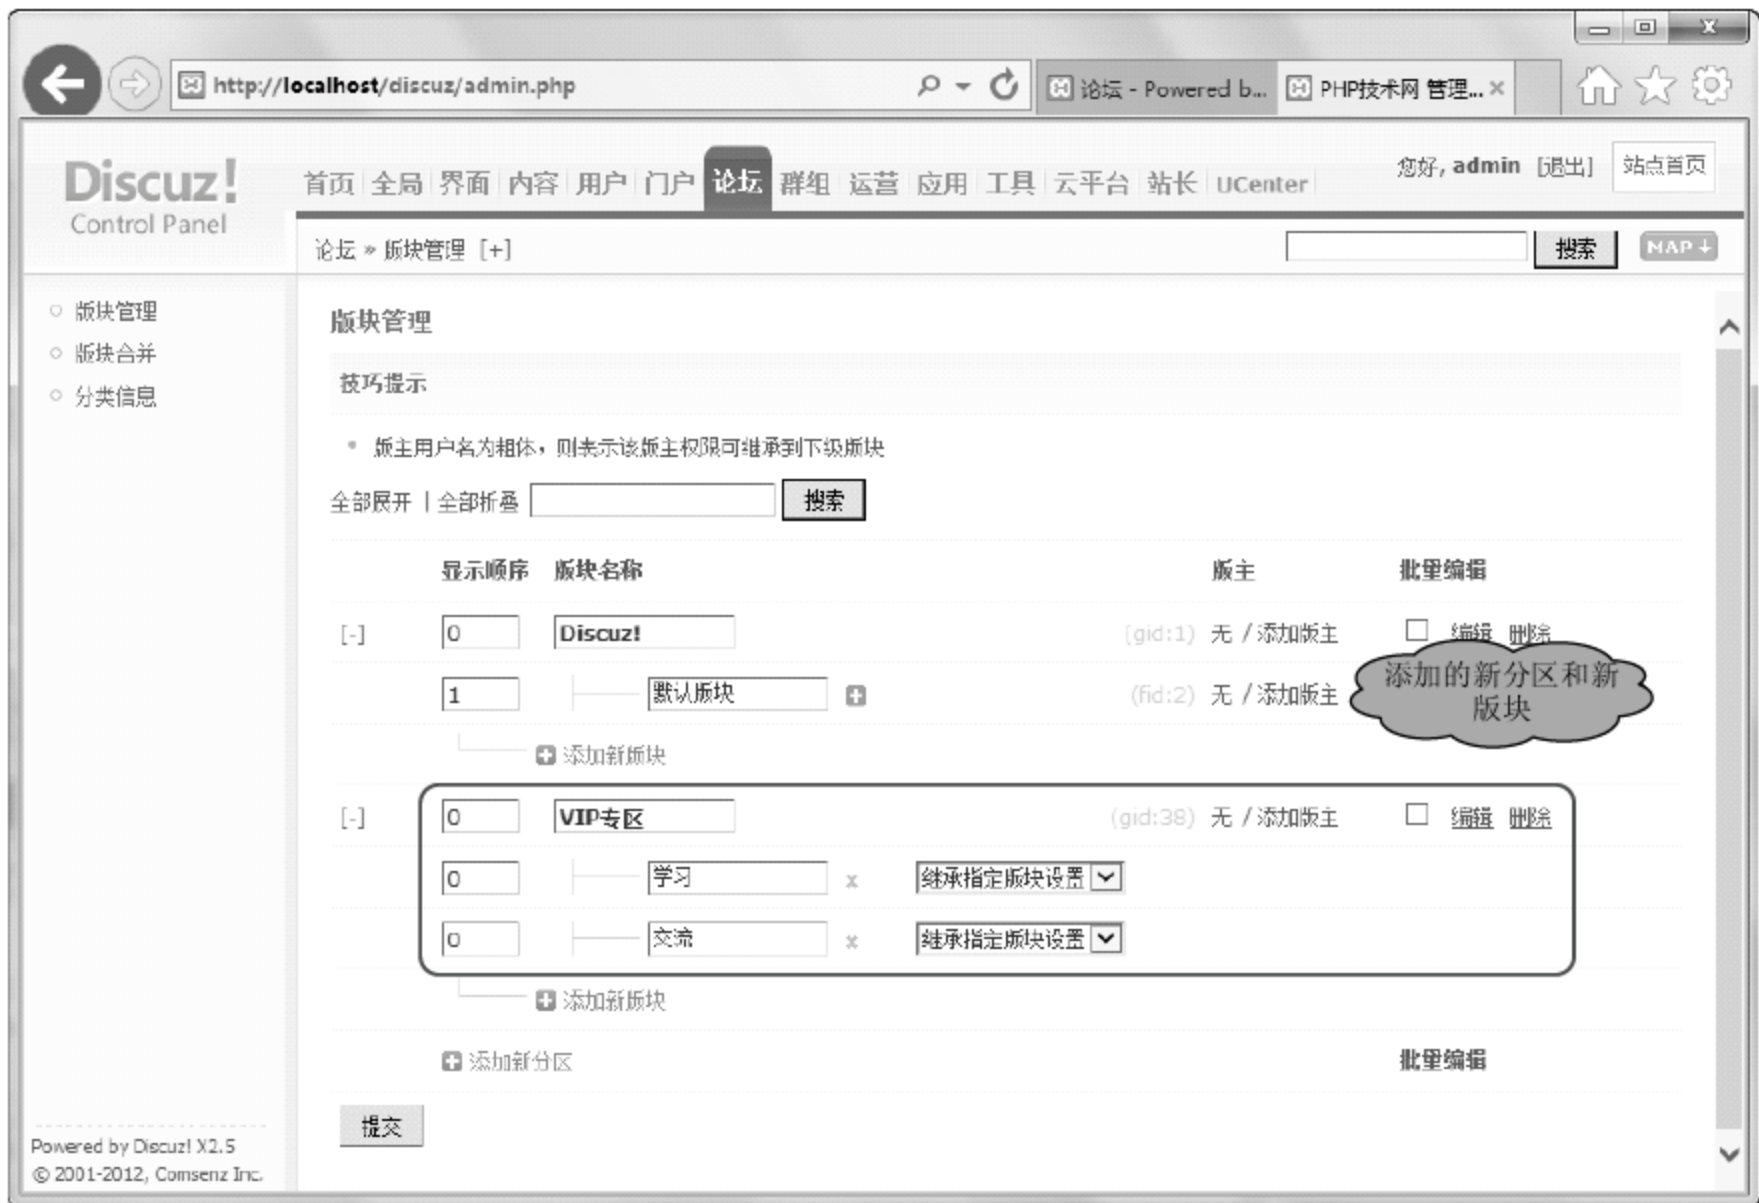 http://localhost/discuz/admin.php
论坛 - Powered b...
PHP技术网 管理...
Discuz!
Control Panel
首页 全局 界面 内容 用户 门户 论坛 群组 运营 应用 工具 云平台 站长 UCenter
您好, admin [退出] 站点首页
论坛 » 版块管理 [+]
搜索
MAP↓
版块管理
版块合并
分类信息
版块管理
技巧提示
版主用户名为粗体，则表示该版主权限可继承到下级版块
全部展开 | 全部折叠 搜索
显示顺序 版块名称 版主 批量编辑
[-] 0 Discuz! (gid:1) 无 / 添加版主 编辑 删除
1 默认版块 (fid:2) 无 / 添加版主
添加的新分区和新
版块
添加新版块
[-] 0 VIP专区 (gid:38) 无 / 添加版主 编辑 删除
0 学习 x 继承指定版块设置
0 交流 x 继承指定版块设置
添加新版块
添加新分区 批量编辑
提交
Powered by Discuz! X2.5
© 2001-2012, Comsenz Inc.